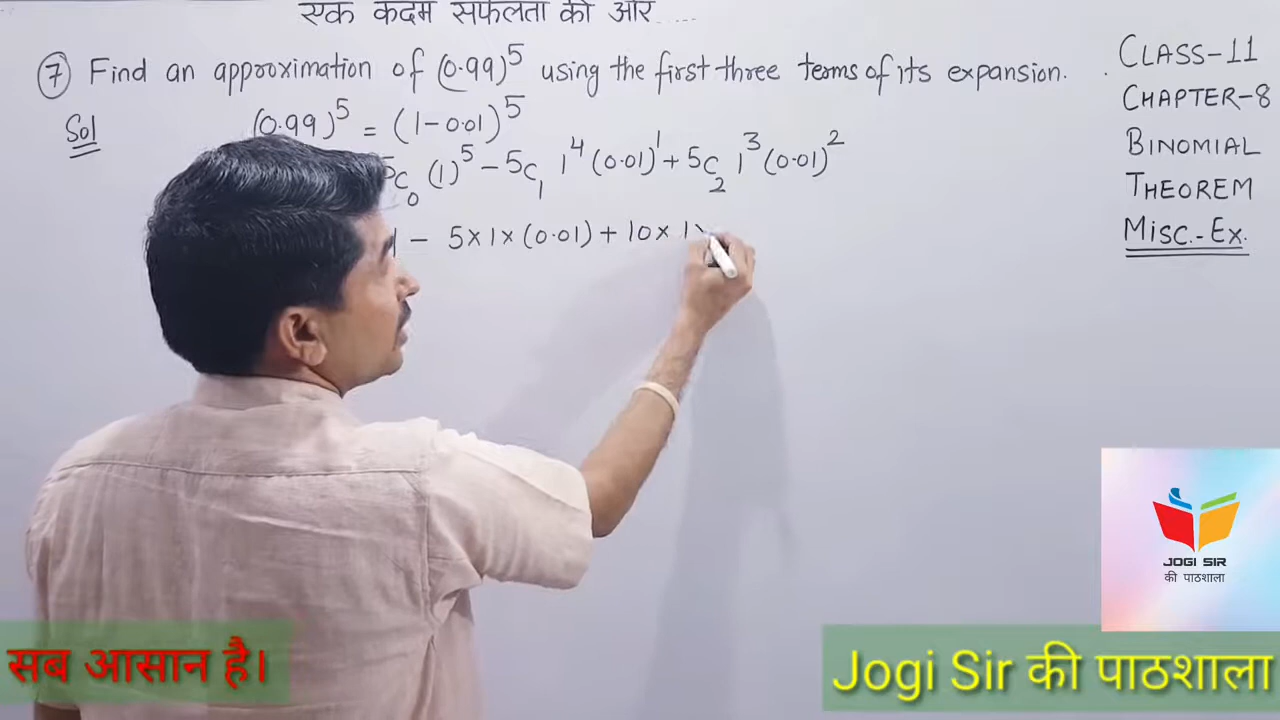 एक कदम सफलता की ओर.....
⑦ Find an approximation of (0.99)⁵ using the first three terms of its expansion.
Sol
(0.99)⁵ = (1-0.01)⁵
5c₀ (1)⁵ - 5c₁ 1⁴ (0.01)¹ + 5c₂ 1³ (0.01)²
1 - 5×1×(0.01) + 10×1×
CLASS-11
CHAPTER-8
BINOMIAL
THEOREM
MISC.-EX.
JOGI SIR
की पाठशाला
सब आसान है।
Jogi Sir की पाठशाला